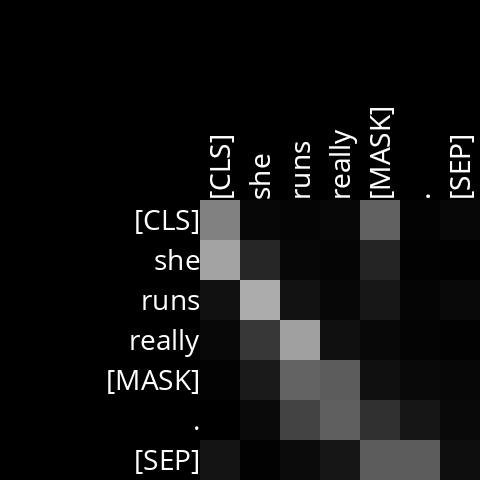 [CLS] she runs really [MASK] . [SEP]
[CLS]
she
runs
really
[MASK]
.
[SEP]